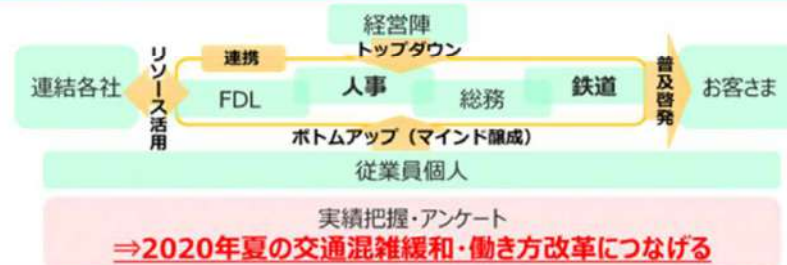 経営陣
トップダウン
連携
リソース活用
普及啓発
連結各社
FDL
人事
総務
鉄道
お客さま
ボトムアップ（マインド醸成）
従業員個人
実績把握・アンケート
⇒2020年夏の交通混雑緩和・働き方改革につなげる